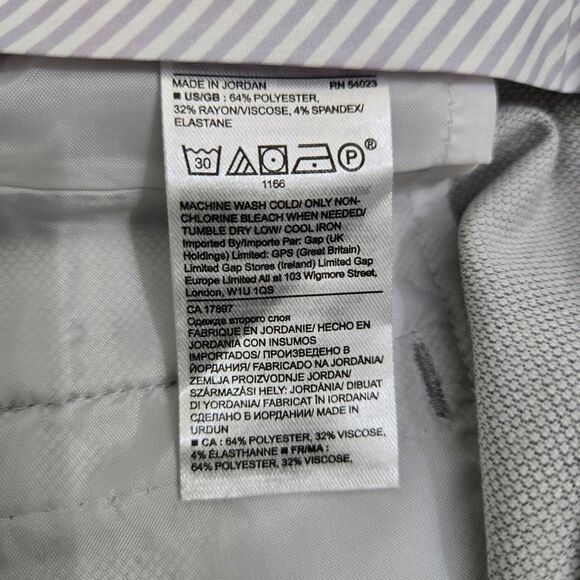 MADE IN JORDAN RN 54023
■ US/GB : 64% POLYESTER,
32% RAYON/VISCOSE, 4% SPANDEX/
ELASTANE
30 P®
1166
MACHINE WASH COLD/ ONLY NON-
CHLORINE BLEACH WHEN NEEDED/
TUMBLE DRY LOW/ COOL IRON
Imported By/Importe Par: Gap (UK
Holdings) Limited: GPS (Great Britain)
Limited Gap Stores (Ireland) Limited Gap
Europe Limited All at 103 Wigmore Street,
London, W1U 1QS
CA 17897
Одежда второго слоя
FABRIQUE EN JORDANIE/ HECHO EN
JORDANIA CON INSUMOS
IMPORTADOS/ ПРОИЗВЕДЕНО В
ЙОРДАНИЯ/ FABRICADO NA JORDÂNIA/
ZEMLJA PROIZVODNJE JORDAN/
SZÁRMAZÁSI HELY: JORDÁNIA/ DIBUAT
DI YORDANIA/ FABRICAT ÎN IORDANIA/
СДЕЛАНО В ИОРДАНИИ/ MADE IN
URDUN
■ CA : 64% POLYESTER, 32% VISCOSE,
4% ÉLASTHANNE ■ FR/MA :
64% POLYESTER, 32% VISCOSE,